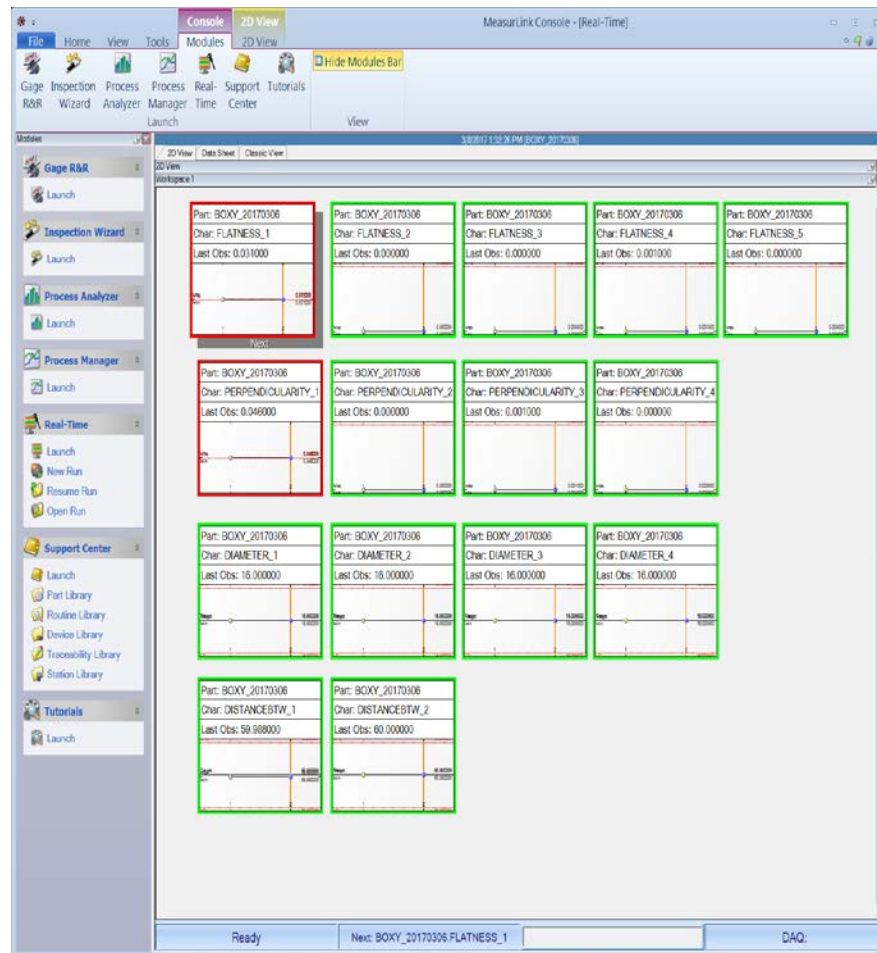 Console 2D View
MeasurLink Console - [Real-Time]
File Home View Tools Modules 2D View
Gage R&R
Inspection Wizard
Process Analyzer
Process Manager
Real-Time
Support Center
Tutorials
Hide Modules Bar
Launch View
Modules
3/8/2017 1:32:26 PM [BOXY_20170306]
2D View Data Sheet Classic View
2D View
Workspace 1
Gage R&R
Launch
Inspection Wizard
Launch
Process Analyzer
Launch
Process Manager
Launch
Real-Time
Launch
New Run
Resume Run
Open Run
Support Center
Launch
Part Library
Routine Library
Device Library
Traceability Library
Station Library
Tutorials
Launch
Part: BOXY_20170306
Char: FLATNESS_1
Last Obs: 0.031000
Next
Part: BOXY_20170306
Char: FLATNESS_2
Last Obs: 0.000000
Part: BOXY_20170306
Char: FLATNESS_3
Last Obs: 0.000000
Part: BOXY_20170306
Char: FLATNESS_4
Last Obs: 0.001000
Part: BOXY_20170306
Char: FLATNESS_5
Last Obs: 0.000000
Part: BOXY_20170306
Char: PERPENDICULARITY_1
Last Obs: 0.046000
Part: BOXY_20170306
Char: PERPENDICULARITY_2
Last Obs: 0.000000
Part: BOXY_20170306
Char: PERPENDICULARITY_3
Last Obs: 0.001000
Part: BOXY_20170306
Char: PERPENDICULARITY_4
Last Obs: 0.000000
Part: BOXY_20170306
Char: DIAMETER_1
Last Obs: 16.000000
Part: BOXY_20170306
Char: DIAMETER_2
Last Obs: 16.000000
Part: BOXY_20170306
Char: DIAMETER_3
Last Obs: 16.000000
Part: BOXY_20170306
Char: DIAMETER_4
Last Obs: 16.000000
Part: BOXY_20170306
Char: DISTANCEBTW_1
Last Obs: 59.988000
Part: BOXY_20170306
Char: DISTANCEBTW_2
Last Obs: 60.000000
Ready
Next: BOXY_20170306.FLATNESS_1
DAQ: